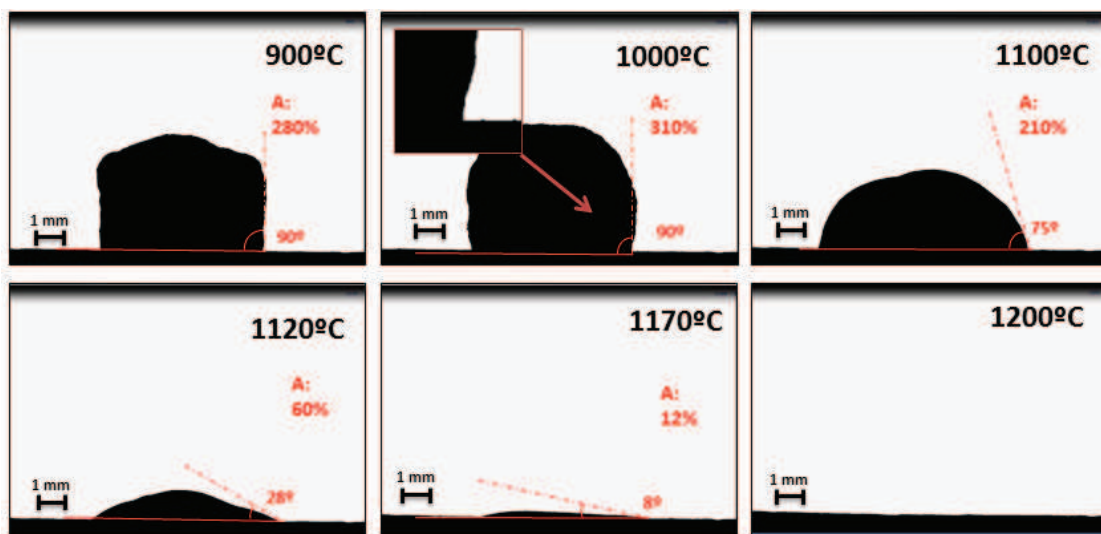 900ºC
A:
280%
90º
1 mm
1000ºC
A:
310%
90º
1 mm
1100ºC
A:
210%
75º
1 mm
1120ºC
A:
60%
28º
1 mm
1170ºC
A:
12%
8º
1 mm
1200ºC
1 mm